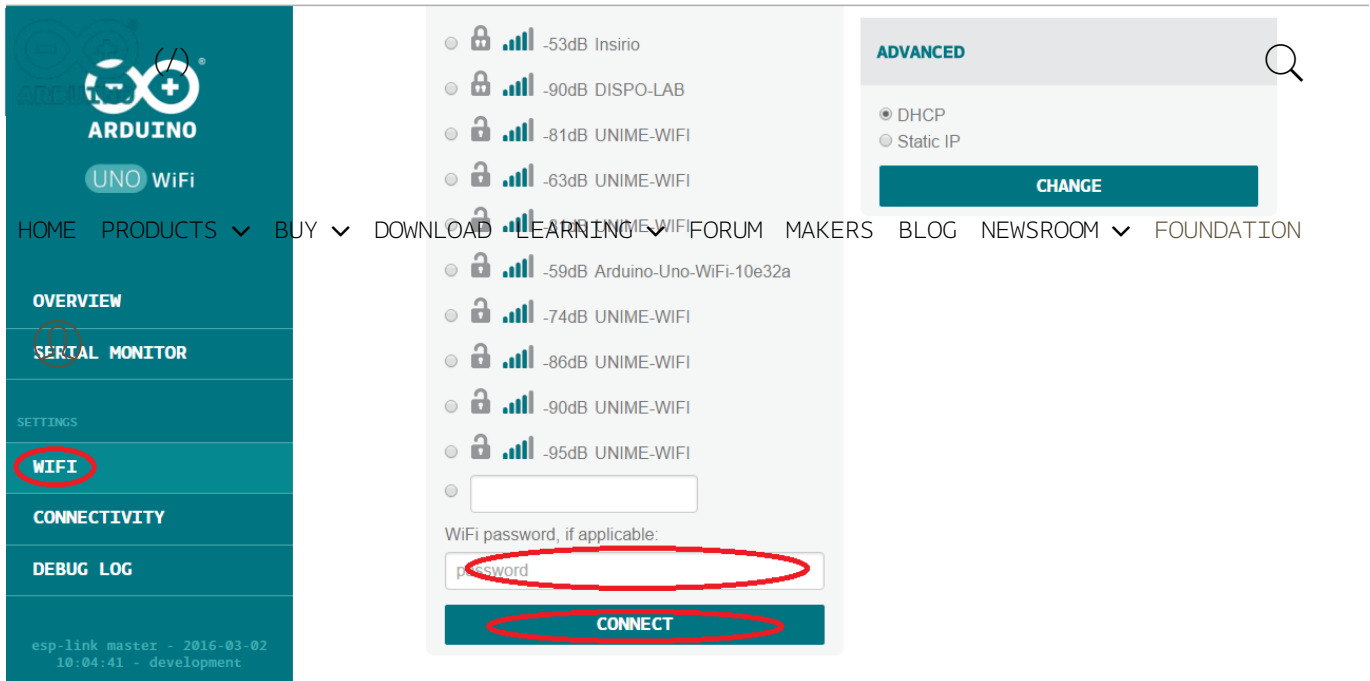 ARDUINO
(/)
ARDUINO
UNO WiFi
HOME PRODUCTS BUY DOWNLOAD LEARNING FORUM MAKERS BLOG NEWSROOM FOUNDATION
OVERVIEW
SERIAL MONITOR
SETTINGS
WIFI
CONNECTIVITY
DEBUG LOG
esp-link master - 2016-03-02
10:04:41 - development
-53dB Insirio
-90dB DISPO-LAB
-81dB UNIME-WIFI
-63dB UNIME-WIFI
UNIME-WIFI
-59dB Arduino-Uno-WiFi-10e32a
-74dB UNIME-WIFI
-86dB UNIME-WIFI
-90dB UNIME-WIFI
-95dB UNIME-WIFI
WiFi password, if applicable:
password
CONNECT
ADVANCED
DHCP
Static IP
CHANGE